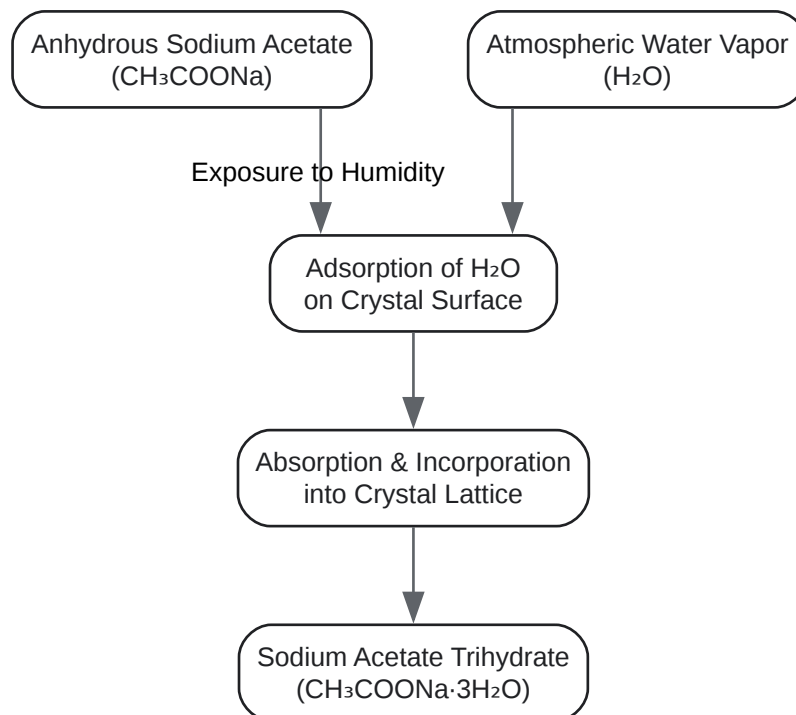 Anhydrous Sodium Acetate
(CH₃COONa)
Atmospheric Water Vapor
(H₂O)
Exposure to Humidity
Adsorption of H₂O
on Crystal Surface
Absorption & Incorporation
into Crystal Lattice
Sodium Acetate Trihydrate
(CH₃COONa·3H₂O)